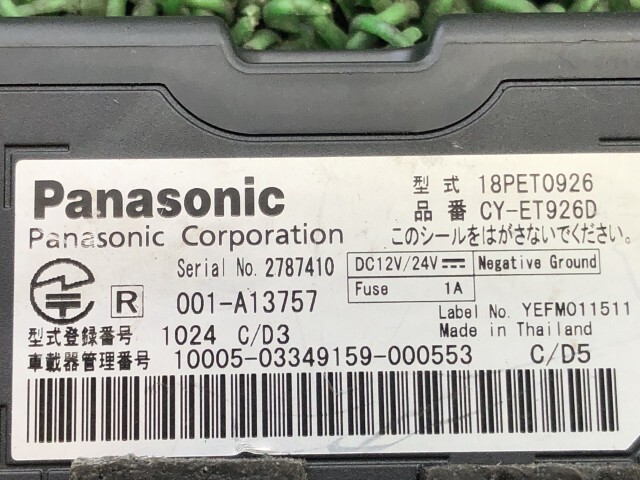 Panasonic
Panasonic Corporation
型式 18PET0926
品番 CY-ET926D
このシールをはがさないでください。
Serial No. 2787410
DC12V/24V Negative Ground
Fuse 1A
R 001-A13757
Label No. YEFM011511
Made in Thailand
型式登録番号 1024 C/D3
車載器管理番号 10005-03349159-000553 C/D5